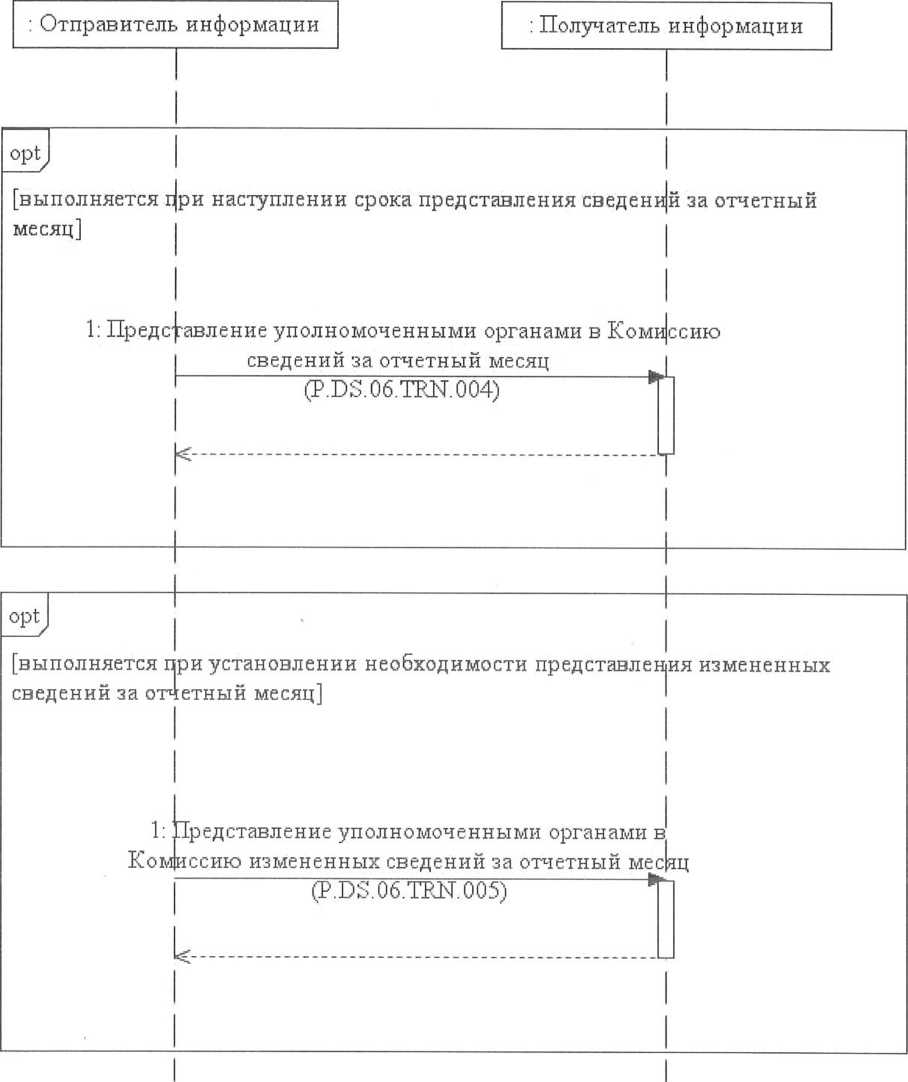 : Отправитель информации
: Получатель информации
opt
[выполняется при наступлении срока представления сведений за отчетный
месяц]
1: Представление уполномоченными органами в Комиссию
сведений за отчетный месяц
(P.DS.06.TRN.004)
opt
[выполняется при установлении необходимости представления измененных
сведений за отчетный месяц]
1: Представление уполномоченными органами в
Комиссию измененных сведений за отчетный месяц
(P.DS.06.TRN.005)